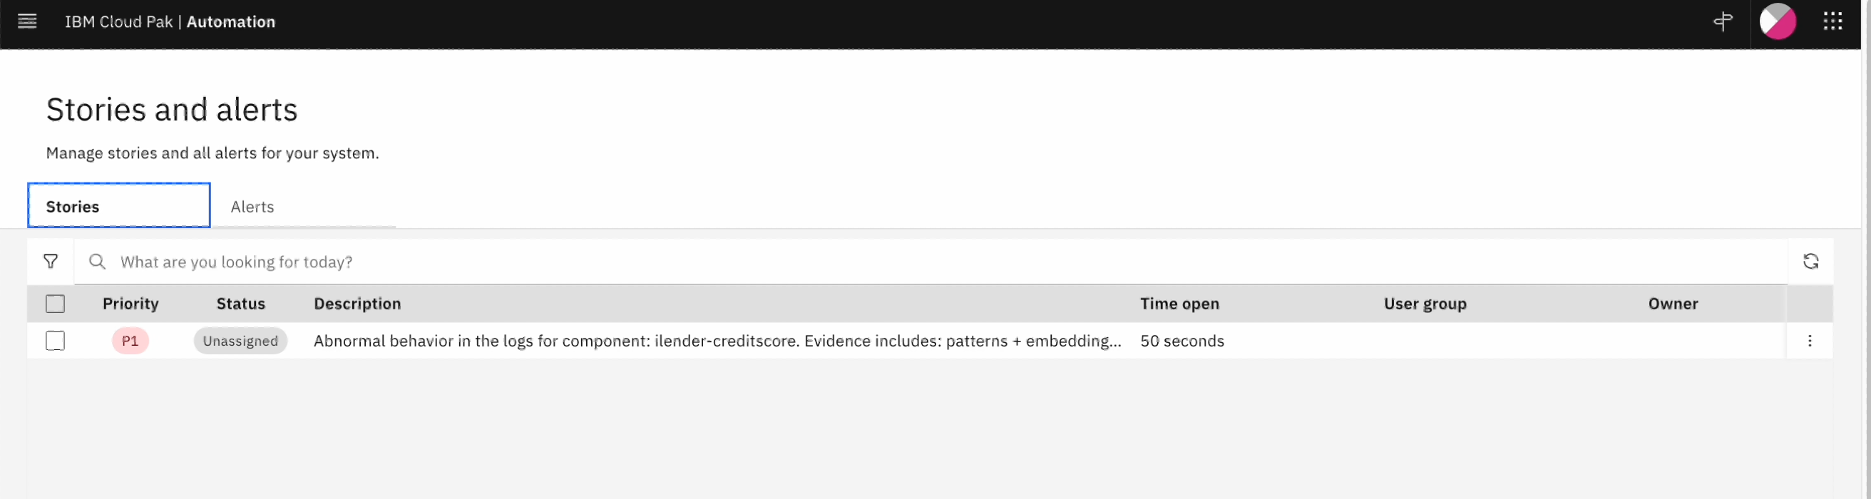 IBM Cloud Pak | Automation
Stories and alerts
Manage stories and all alerts for your system.
Stories Alerts
What are you looking for today?
Priority Status Description Time open User group Owner
P1 Unassigned Abnormal behavior in the logs for component: ilender-creditscore. Evidence includes: patterns + embedding... 50 seconds